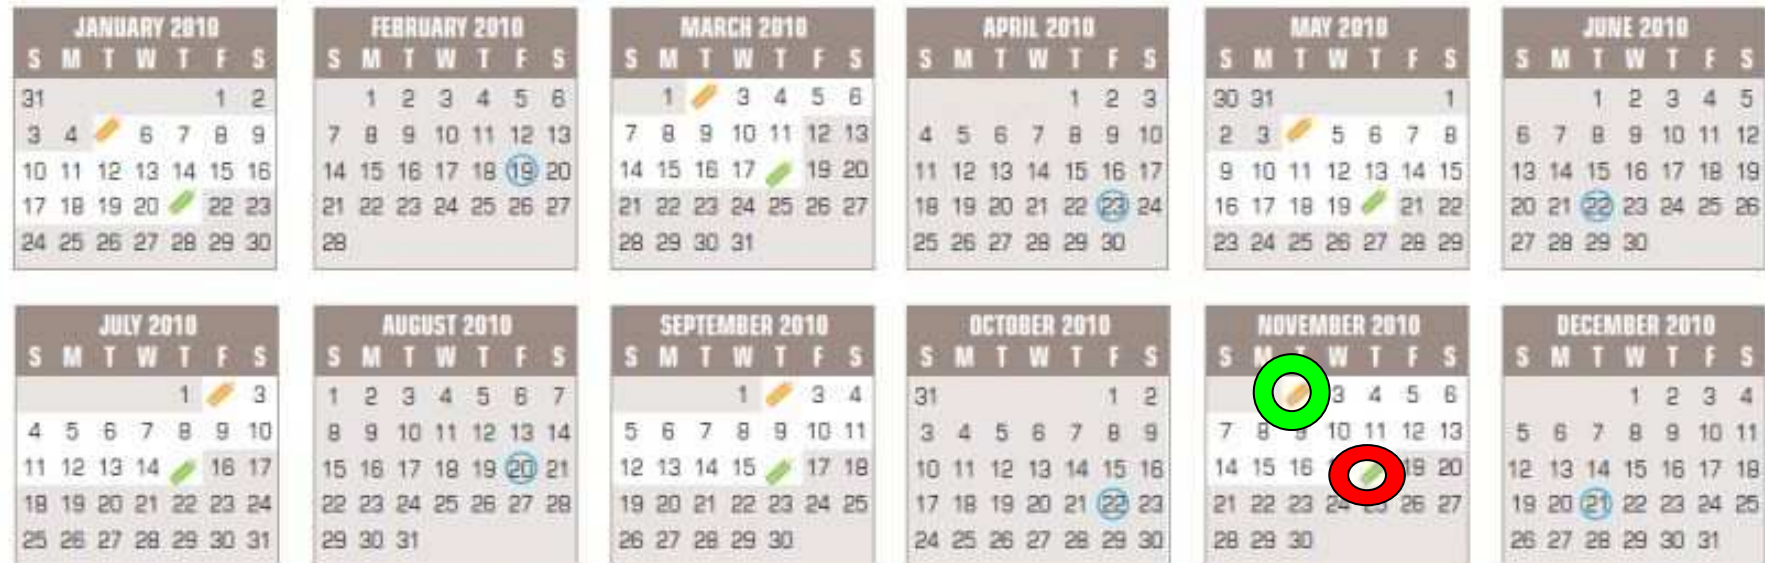 JANUARY 2010
S M T W T F S
31 1 2
3 4 6 7 8 9
10 11 12 13 14 15 16
17 18 19 20 22 23
24 25 26 27 28 29 30
FEBRUARY 2010
S M T W T F S
1 2 3 4 5 6
7 8 9 10 11 12 13
14 15 16 17 18 19 20
21 22 23 24 25 26 27
28
MARCH 2010
S M T W T F S
1 3 4 5 6
7 8 9 10 11 12 13
14 15 16 17 19 20
21 22 23 24 25 26 27
28 29 30 31
APRIL 2010
S M T W T F S
1 2 3
4 5 6 7 8 9 10
11 12 13 14 15 16 17
18 19 20 21 22 23 24
25 26 27 28 29 30
MAY 2010
S M T W T F S
30 31 1
2 3 5 6 7 8
9 10 11 12 13 14 15
16 17 18 19 21 22
23 24 25 26 27 28 29
JUNE 2010
S M T W T F S
1 2 3 4 5
6 7 8 9 10 11 12
13 14 15 16 17 18 19
20 21 22 23 24 25 26
27 28 29 30
JULY 2010
S M T W T F S
1 3
4 5 6 7 8 9 10
11 12 13 14 16 17
18 19 20 21 22 23 24
25 26 27 28 29 30 31
AUGUST 2010
S M T W T F S
1 2 3 4 5 6 7
8 9 10 11 12 13 14
15 16 17 18 19 20 21
22 23 24 25 26 27 28
29 30 31
SEPTEMBER 2010
S M T W T F S
1 3 4
5 6 7 8 9 10 11
12 13 14 15 17 18
19 20 21 22 23 24 25
26 27 28 29 30
OCTOBER 2010
S M T W T F S
31 1 2
3 4 5 6 7 8 9
10 11 12 13 14 15 16
17 18 19 20 21 22 23
24 25 26 27 28 29 30
NOVEMBER 2010
S M T W T F S
3 4 5 6
7 8 9 10 11 12 13
14 15 16 19 20
21 22 23 24 25 26 27
28 29 30
DECEMBER 2010
S M T W T F S
1 2 3 4
5 6 7 8 9 10 11
12 13 14 15 16 17 18
19 20 21 22 23 24 25
26 27 28 29 30 31